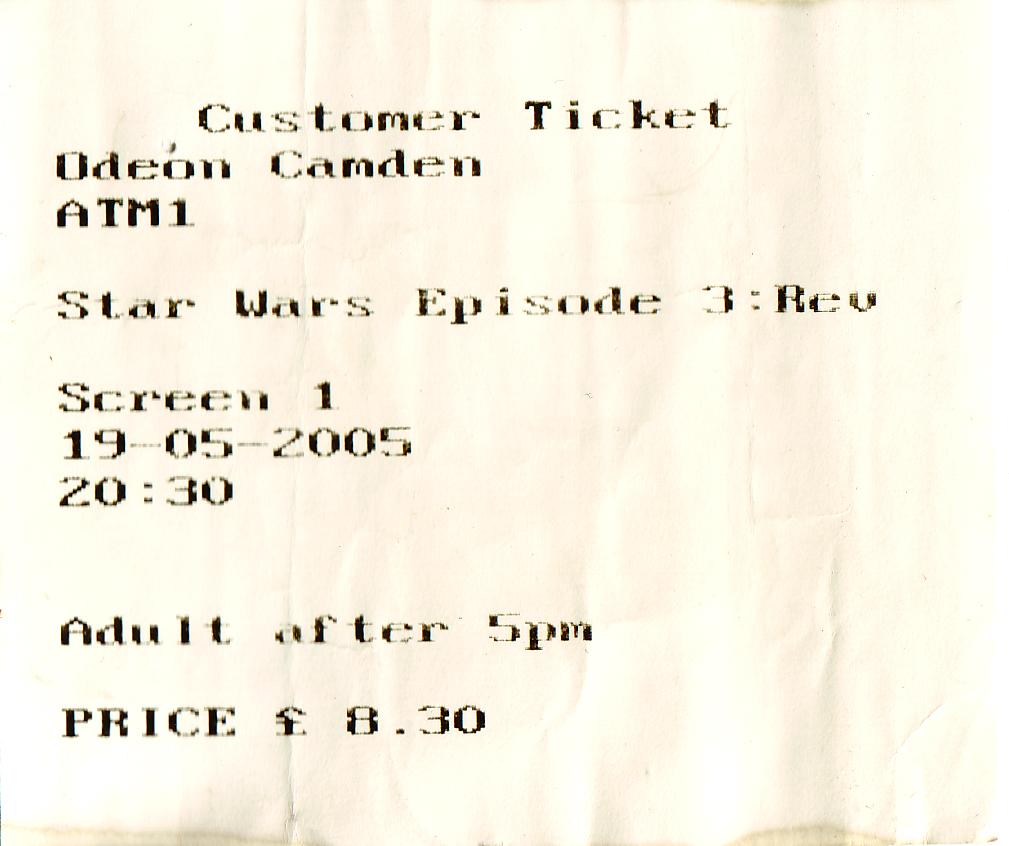 Customer Ticket
Odeon Camden
ATM1
Star Wars Episode 3:Rev
Screen 1
19-05-2005
20:30
Adult after 5pm
PRICE £ 8.30